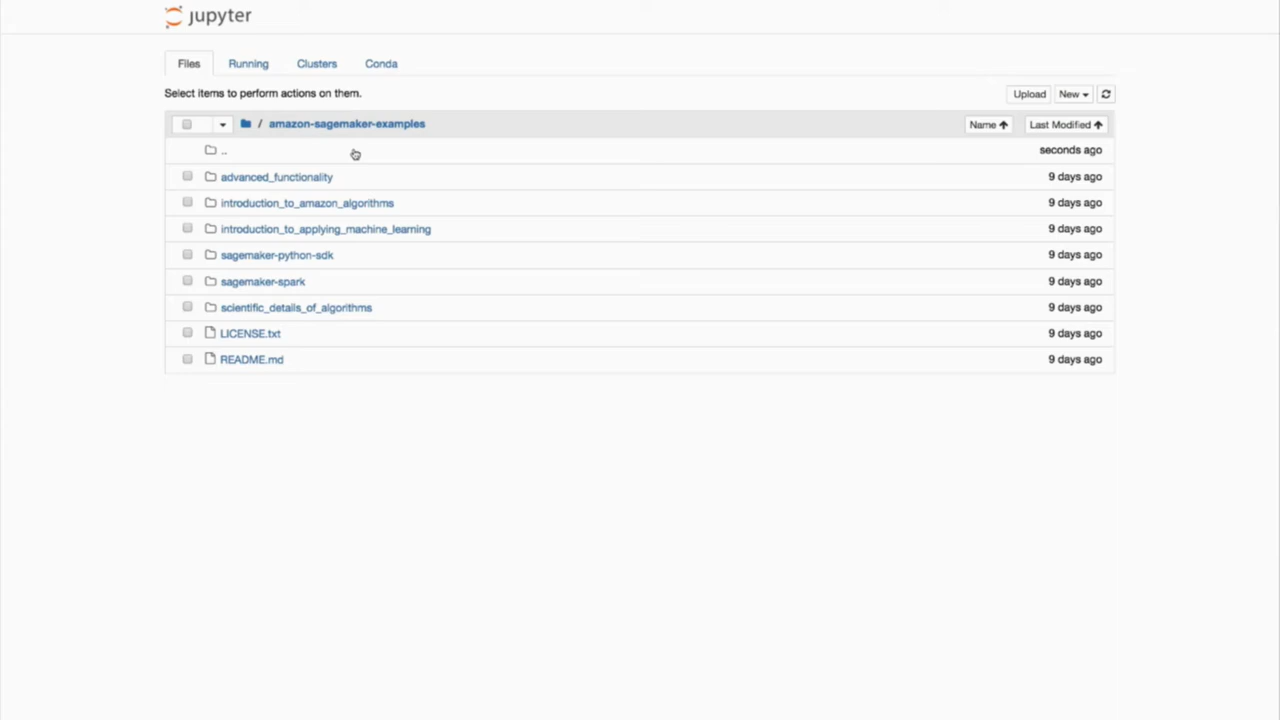 jupyter
Files Running Clusters Conda
Select items to perform actions on them.
Upload New
/ amazon-sagemaker-examples Name Last Modified
.. seconds ago
advanced_functionality 9 days ago
introduction_to_amazon_algorithms 9 days ago
introduction_to_applying_machine_learning 9 days ago
sagemaker-python-sdk 9 days ago
sagemaker-spark 9 days ago
scientific_details_of_algorithms 9 days ago
LICENSE.txt 9 days ago
README.md 9 days ago